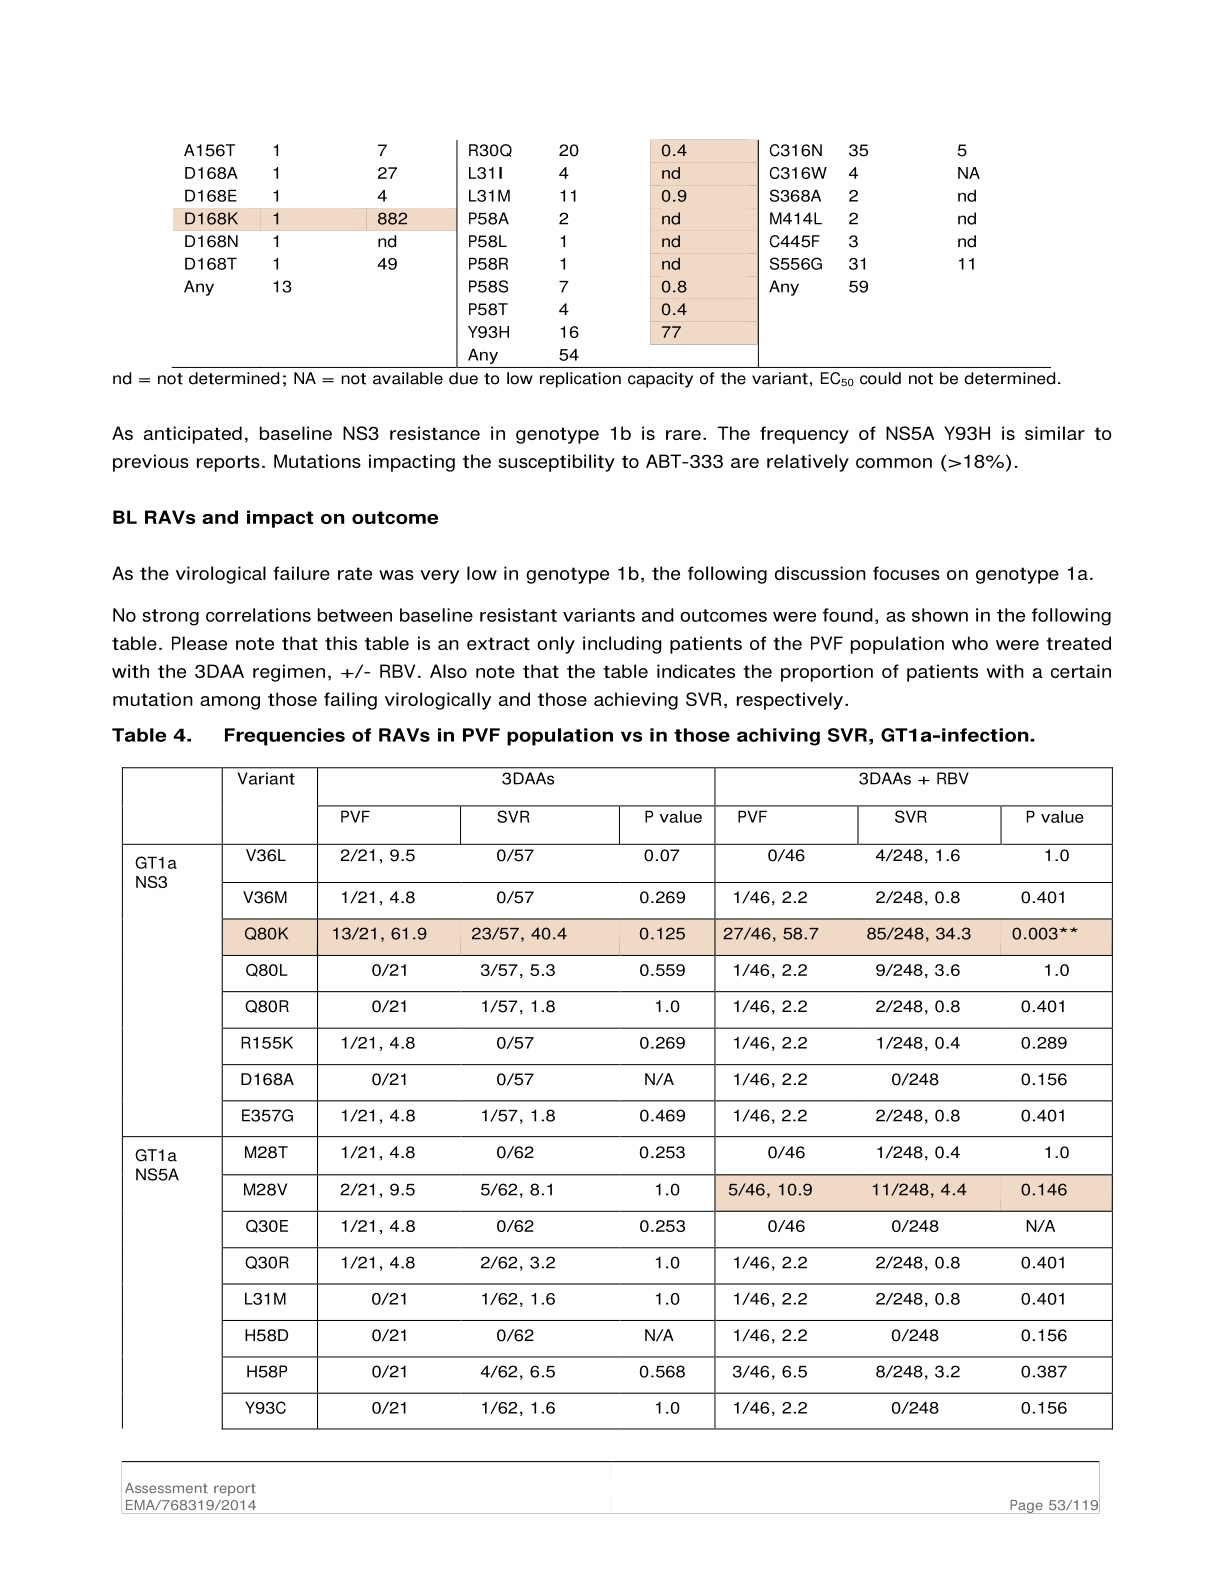 A156T 1 7 R30Q 20 0.4 C316N 35 5
D168A 1 27 L31I 4 nd C316W 4 NA
D168E 1 4 L31M 11 0.9 S368A 2 nd
D168K 1 882 P58A 2 nd M414L 2 nd
D168N 1 nd P58L 1 nd C445F 3 nd
D168T 1 49 P58R 1 nd S556G 31 11
Any 13 P58S 7 0.8 Any 59
P58T 4 0.4
Y93H 16 77
Any 54
nd = not determined; NA = not available due to low replication capacity of the variant, EC50 could not be determined.
As anticipated, baseline NS3 resistance in genotype 1b is rare. The frequency of NS5A Y93H is similar to
previous reports. Mutations impacting the susceptibility to ABT-333 are relatively common (>18%).
BL RAVs and impact on outcome
As the virological failure rate was very low in genotype 1b, the following discussion focuses on genotype 1a.
No strong correlations between baseline resistant variants and outcomes were found, as shown in the following
table. Please note that this table is an extract only including patients of the PVF population who were treated
with the 3DAA regimen, +/- RBV. Also note that the table indicates the proportion of patients with a certain
mutation among those failing virologically and those achieving SVR, respectively.
Table 4. Frequencies of RAVs in PVF population vs in those achiving SVR, GT1a-infection.
Variant 3DAAs 3DAAs + RBV
PVF SVR P value PVF SVR P value
GT1a
NS3
V36L 2/21, 9.5 0/57 0.07 0/46 4/248, 1.6 1.0
V36M 1/21, 4.8 0/57 0.269 1/46, 2.2 2/248, 0.8 0.401
Q80K 13/21, 61.9 23/57, 40.4 0.125 27/46, 58.7 85/248, 34.3 0.003**
Q80L 0/21 3/57, 5.3 0.559 1/46, 2.2 9/248, 3.6 1.0
Q80R 0/21 1/57, 1.8 1.0 1/46, 2.2 2/248, 0.8 0.401
R155K 1/21, 4.8 0/57 0.269 1/46, 2.2 1/248, 0.4 0.289
D168A 0/21 0/57 N/A 1/46, 2.2 0/248 0.156
E357G 1/21, 4.8 1/57, 1.8 0.469 1/46, 2.2 2/248, 0.8 0.401
GT1a
NS5A
M28T 1/21, 4.8 0/62 0.253 0/46 1/248, 0.4 1.0
M28V 2/21, 9.5 5/62, 8.1 1.0 5/46, 10.9 11/248, 4.4 0.146
Q30E 1/21, 4.8 0/62 0.253 0/46 0/248 N/A
Q30R 1/21, 4.8 2/62, 3.2 1.0 1/46, 2.2 2/248, 0.8 0.401
L31M 0/21 1/62, 1.6 1.0 1/46, 2.2 2/248, 0.8 0.401
H58D 0/21 0/62 N/A 1/46, 2.2 0/248 0.156
H58P 0/21 4/62, 6.5 0.568 3/46, 6.5 8/248, 3.2 0.387
Y93C 0/21 1/62, 1.6 1.0 1/46, 2.2 0/248 0.156
Assessment report
EMA/768319/2014 Page 53/119